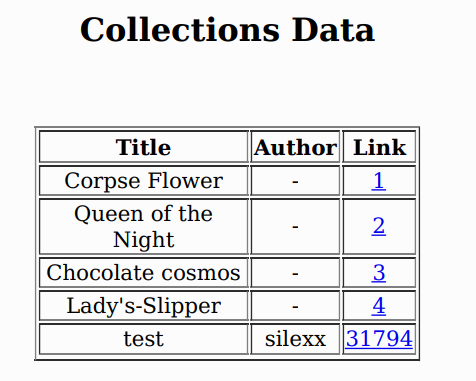 Collections Data
Title Author Link
Corpse Flower - 1
Queen of the
Night - 2
Chocolate cosmos - 3
Lady's-Slipper - 4
test silexx 31794